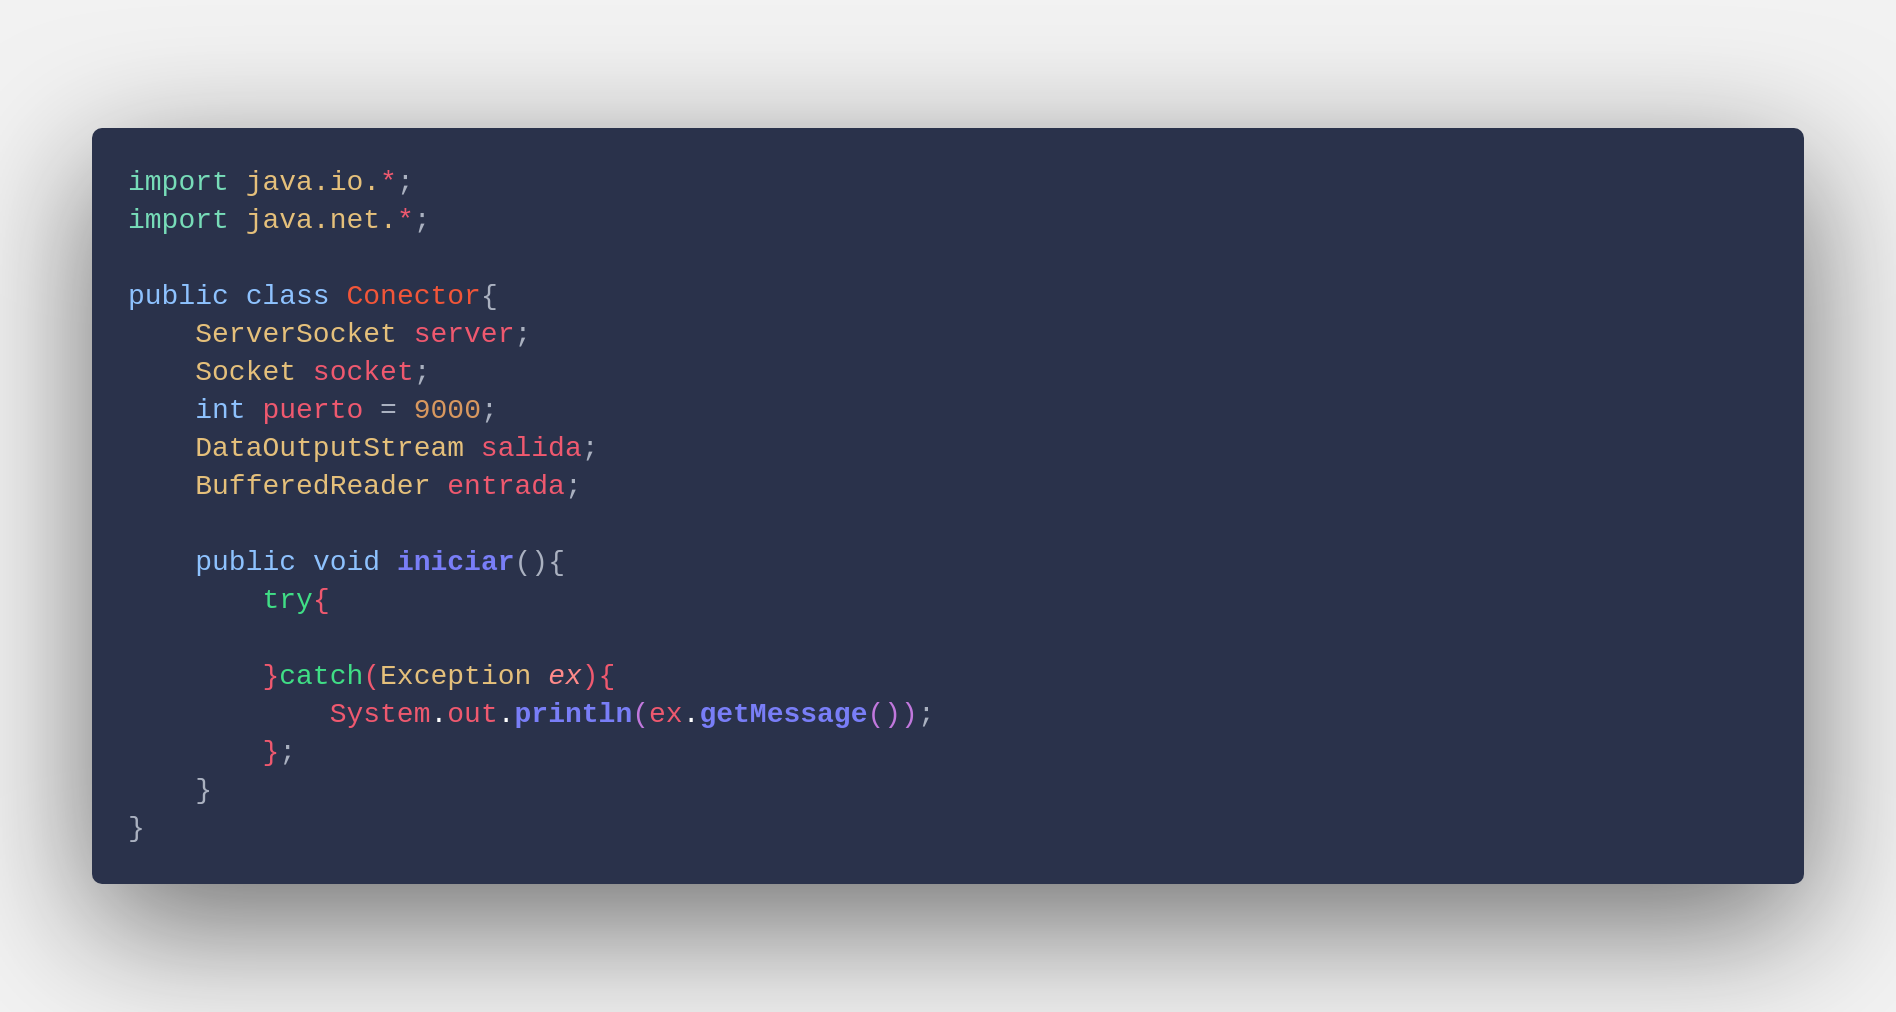 import java.io.*;
import java.net.*;
public class Conector{
ServerSocket server;
Socket socket;
int puerto = 9000;
DataOutputStream salida;
BufferedReader entrada;
public void iniciar(){
try{
}catch(Exception ex){
System.out.println(ex.getMessage());
};
}
}